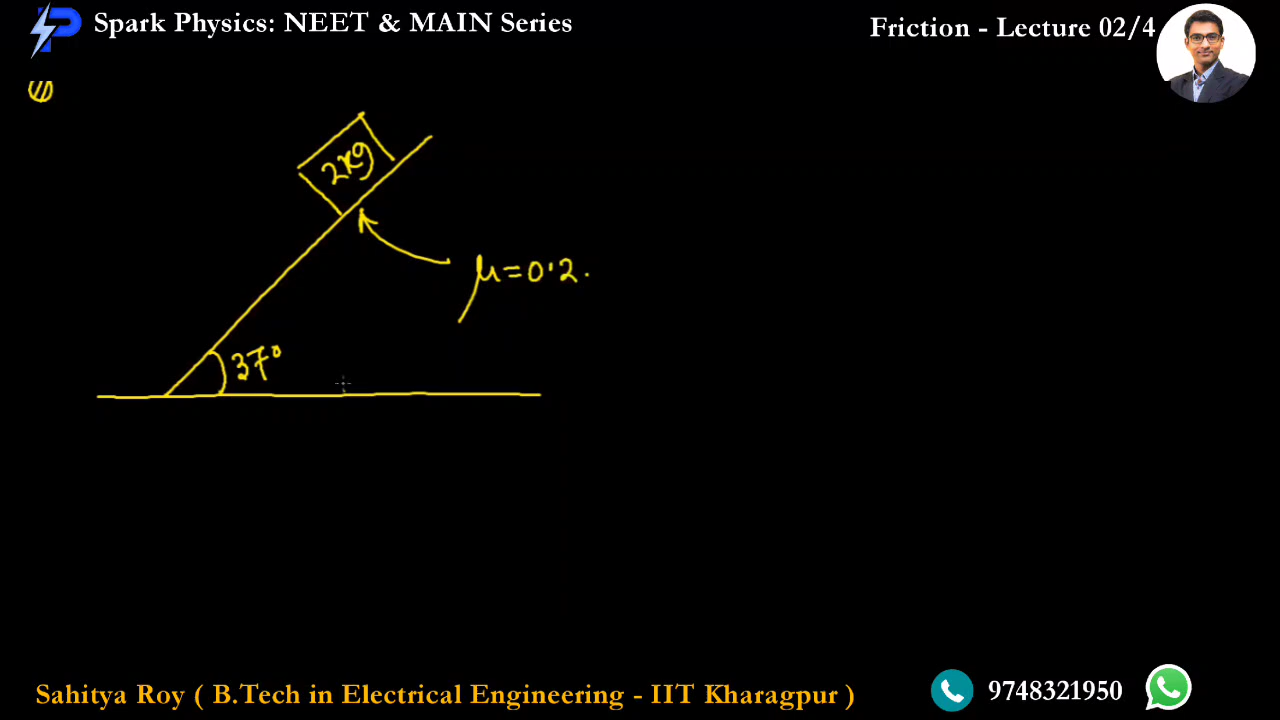 Spark Physics: NEET & MAIN Series
Friction - Lecture 02/4
2kg
μ=0.2.
37°
Sahitya Roy ( B.Tech in Electrical Engineering - IIT Kharagpur )
9748321950